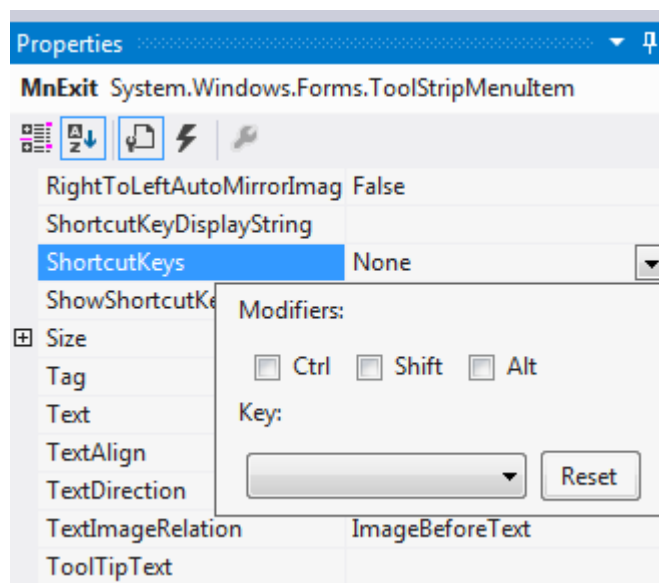 Properties
MnExit System.Windows.Forms.ToolStripMenuItem
A
Z
RightToLeftAutoMirrorImag False
ShortcutKeyDisplayString
ShortcutKeys None
ShowShortcutKe
Modifiers:
Size
Ctrl Shift Alt
Tag
Text
Key:
TextAlign
TextDirection
Reset
TextImageRelation ImageBeforeText
ToolTipText